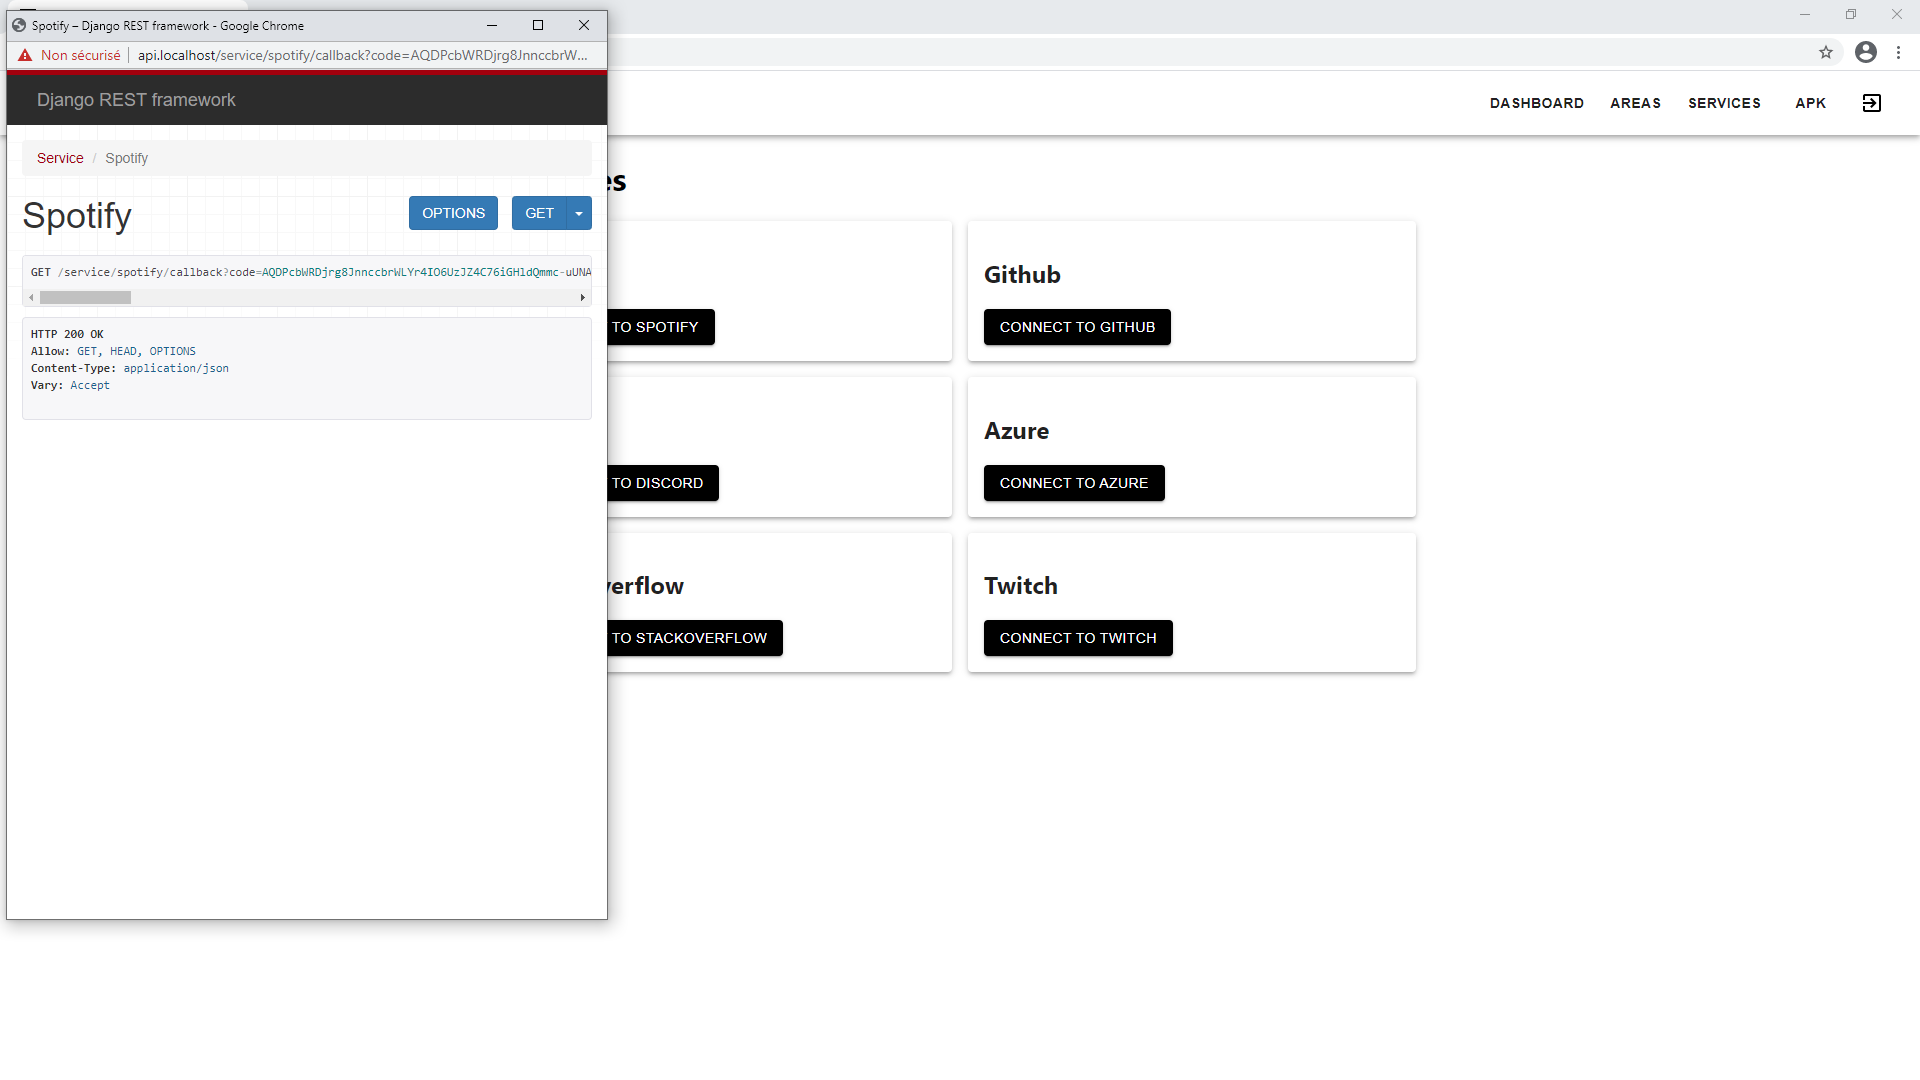 Spotify – Django REST framework - Google Chrome
Non sécurisé
api.localhost/service/spotify/callback?code=AQDPcbWRDjrg8JnnccbrW...
Django REST framework
Service / Spotify
Spotify
OPTIONS
GET
GET /service/spotify/callback?code=AQDPcbWRDjrg8JnnccbrWLYr4IO6UzJZ4C76iGHldQmmc-uUNA
HTTP 200 OK
Allow: GET, HEAD, OPTIONS
Content-Type: application/json
Vary: Accept
DASHBOARD
AREAS
SERVICES
APK
es
TO SPOTIFY
Github
CONNECT TO GITHUB
TO DISCORD
Azure
CONNECT TO AZURE
verflow
TO STACKOVERFLOW
Twitch
CONNECT TO TWITCH